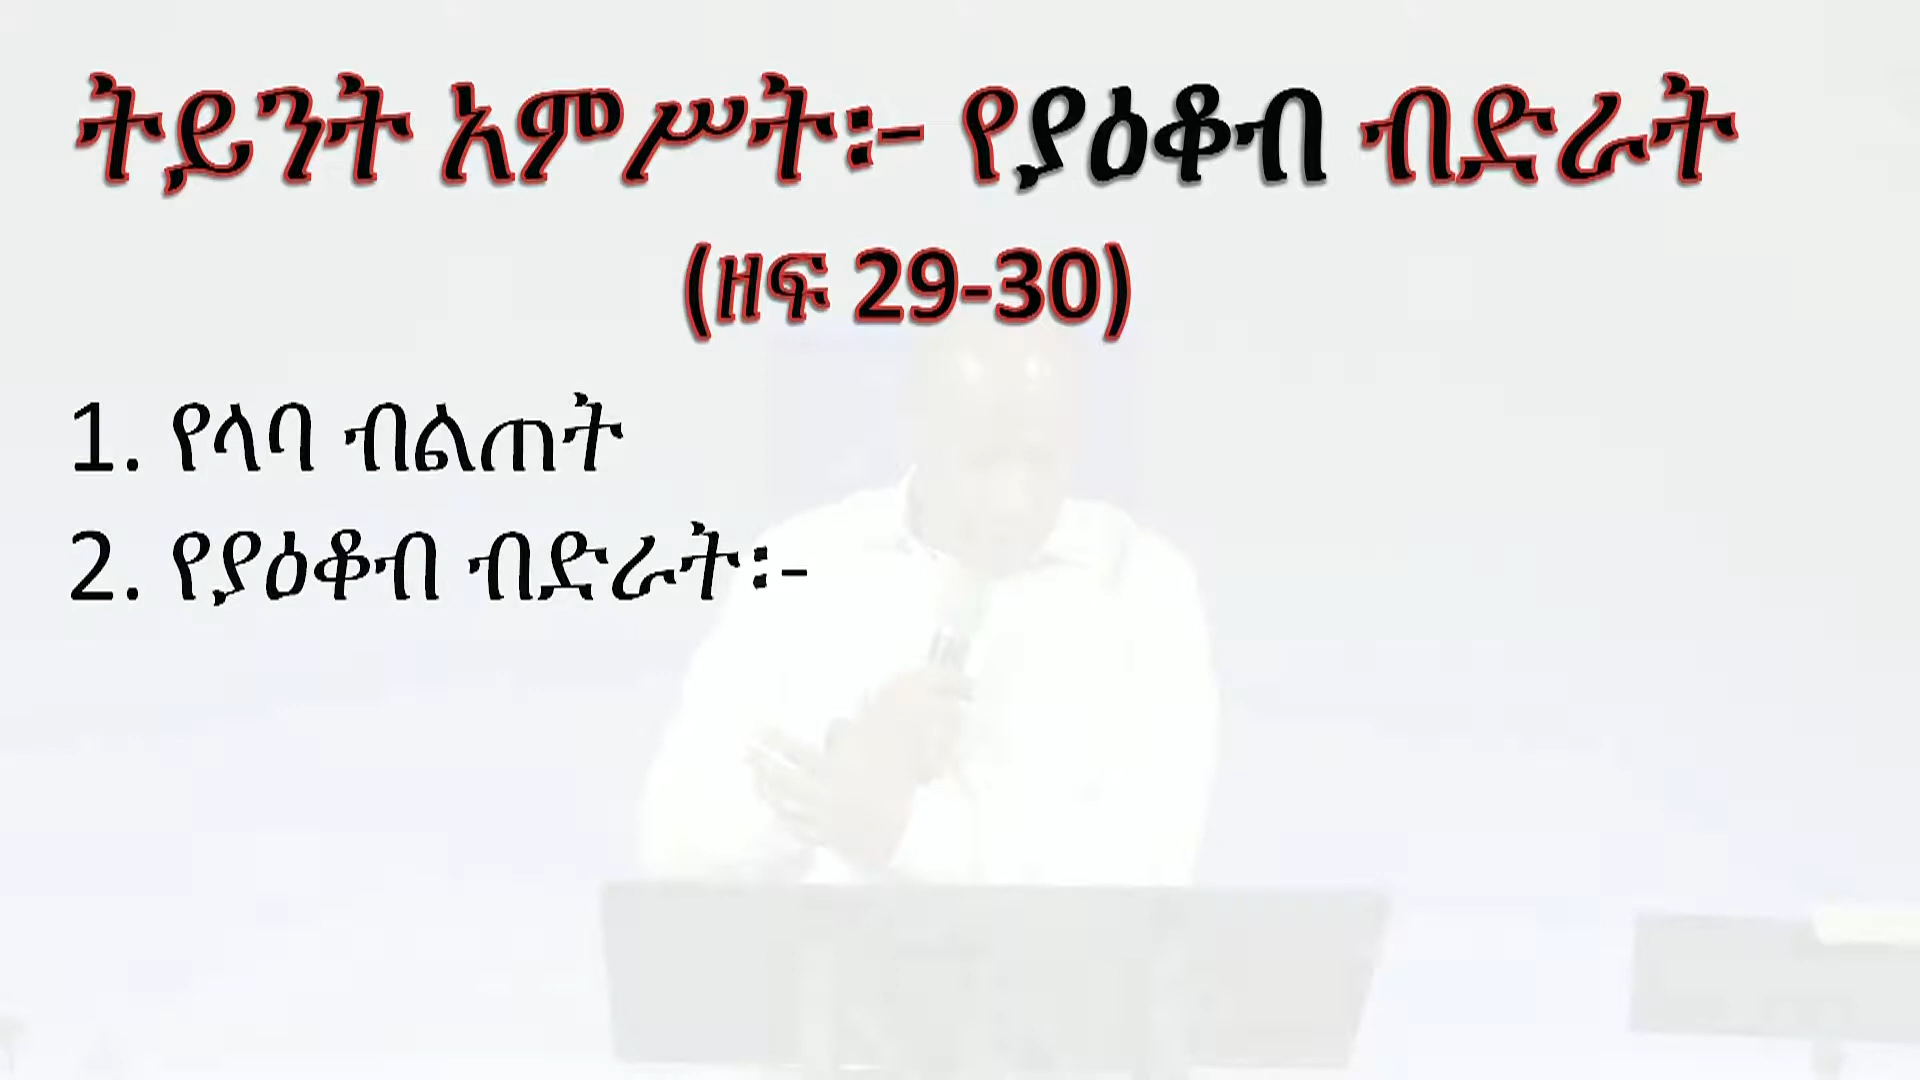 ትይንት አምሥት፡- የያዕቆብ ብድራት
(ዘፍ 29-30)
1. የላባ ብልጠት
2. የያዕቆብ ብድራት፡-